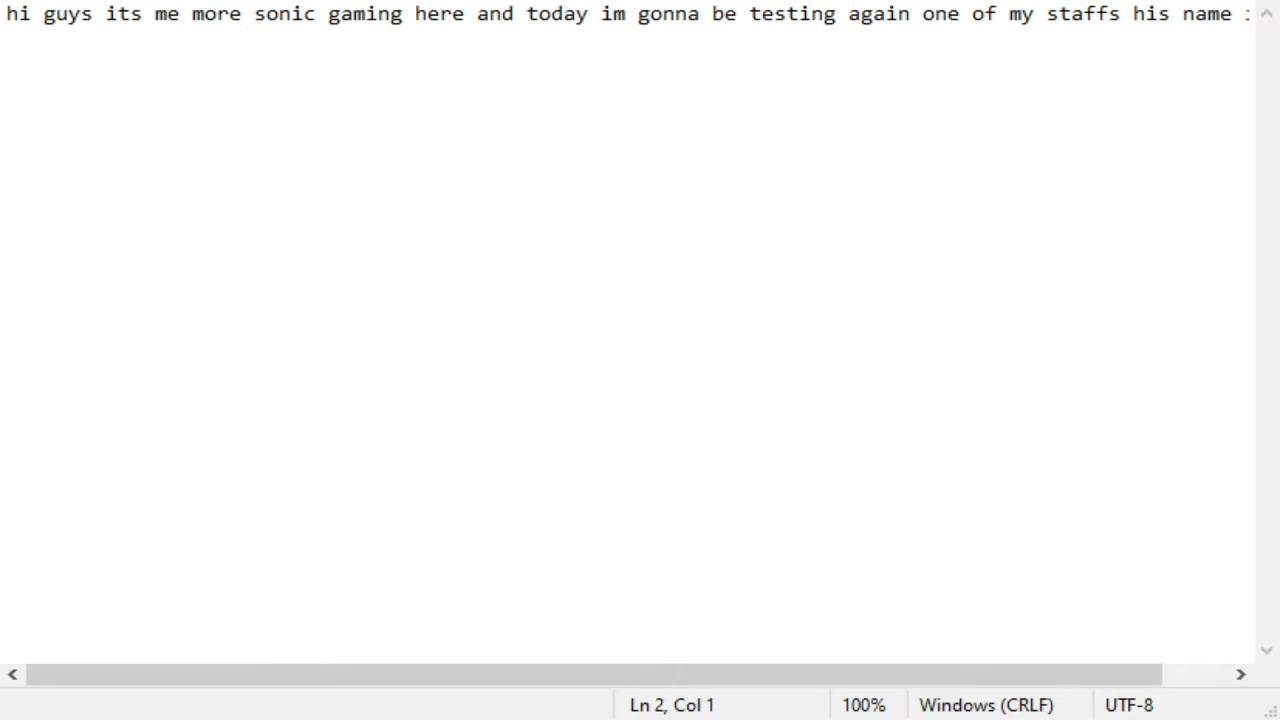 hi guys its me more sonic gaming here and today im gonna be testing again one of my staffs his name
Ln 2, Col 1
100%
Windows (CRLF)
UTF-8